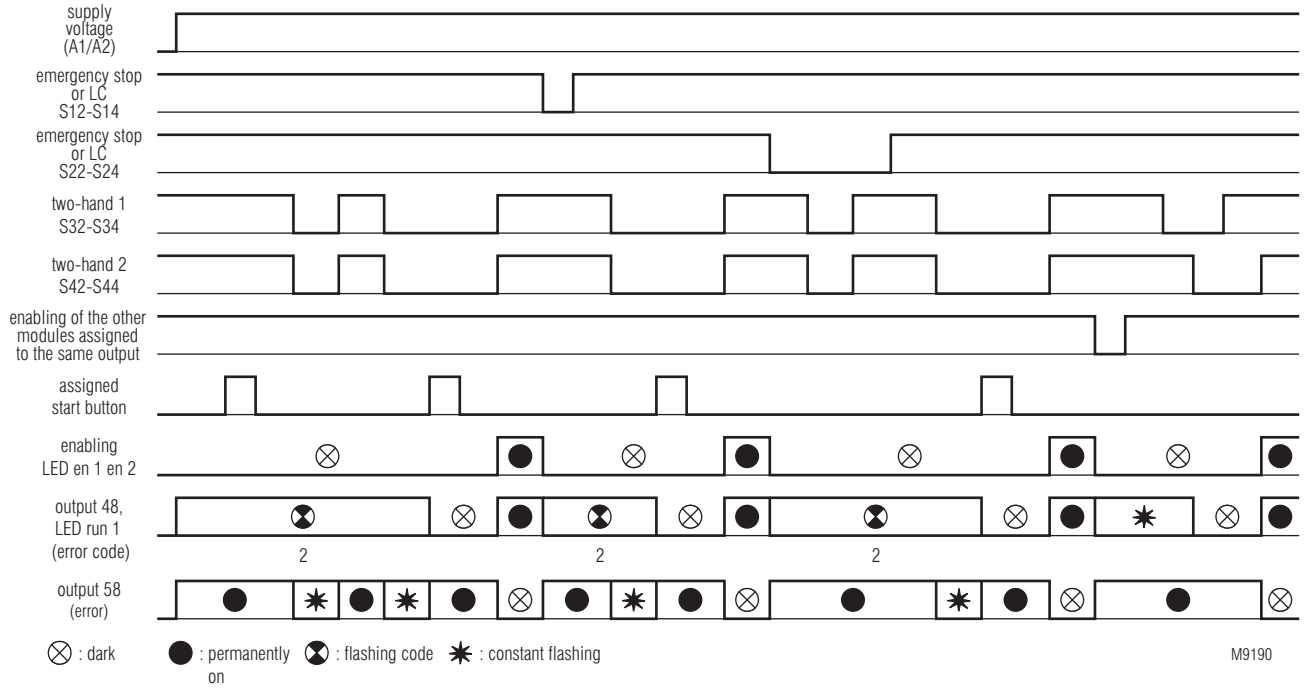 supply
voltage
(A1/A2)
emergency stop
or LC
S12-S14
emergency stop
or LC
S22-S24
two-hand 1
S32-S34
two-hand 2
S42-S44
enabling of the other
modules assigned
to the same output
assigned
start button
enabling
LED en 1 en 2
output 48,
LED run 1
(error code)
2 2 2
output 58
(error)
: dark : permanently : flashing code : constant flashing
on
M9190